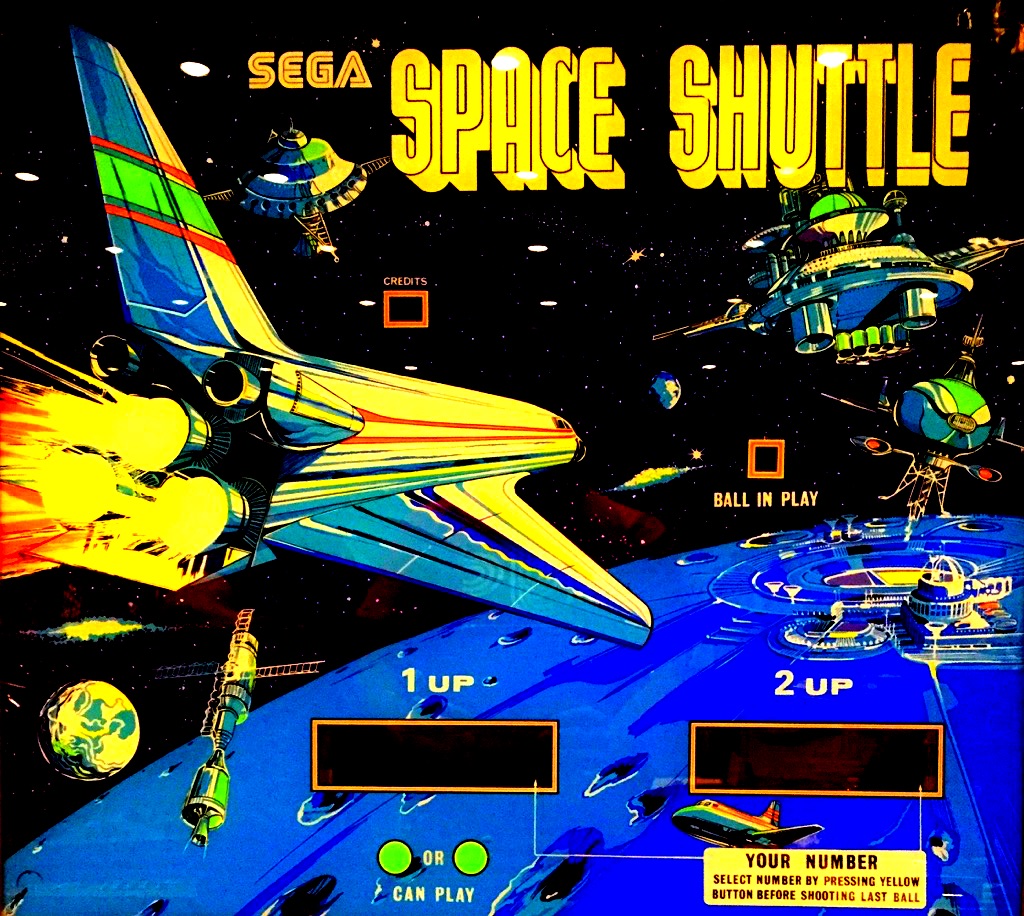 SEGA SPACE SHUTTLE
CREDITS
BALL IN PLAY
1 UP
2 UP
OR
CAN PLAY
YOUR NUMBER
SELECT NUMBER BY PRESSING YELLOW
BUTTON BEFORE SHOOTING LAST BALL